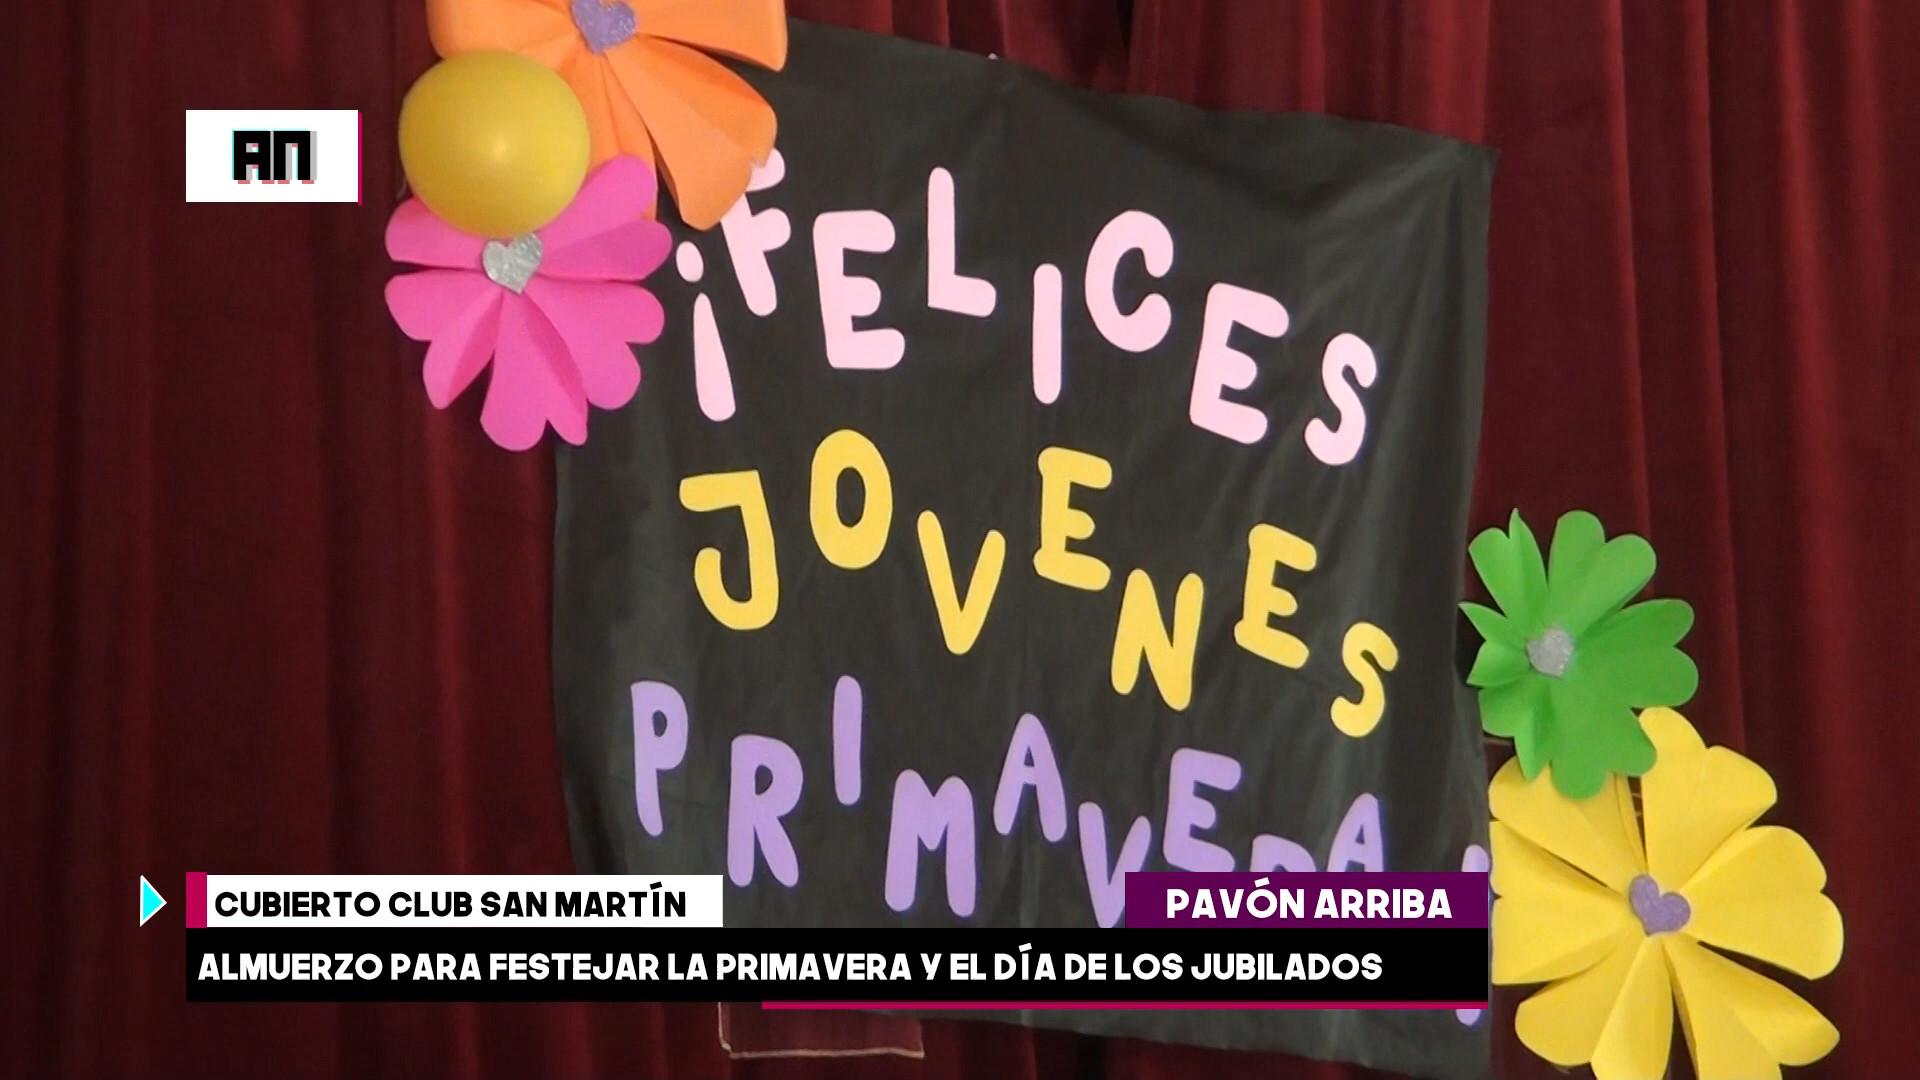 AN
¡FELICES
JOVENES
PRIMAVERA!
CUBIERTO CLUB SAN MARTÍN
PAVÓN ARRIBA
ALMUERZO PARA FESTEJAR LA PRIMAVERA Y EL DÍA DE LOS JUBILADOS